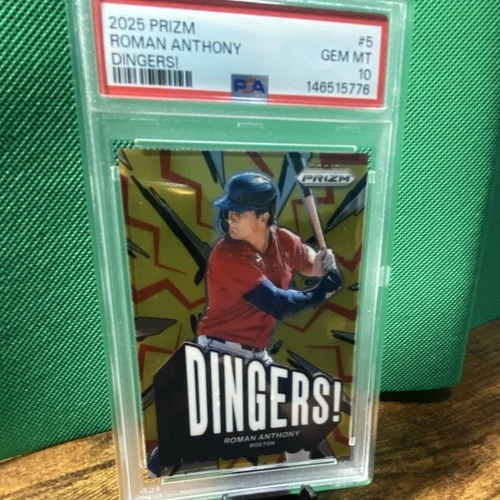 2025 PRIZM #5
ROMAN ANTHONY GEM MT
DINGERS! 10
PSA 146515776
PRIZM
DINGERS!
ROMAN ANTHONY
BOSTON